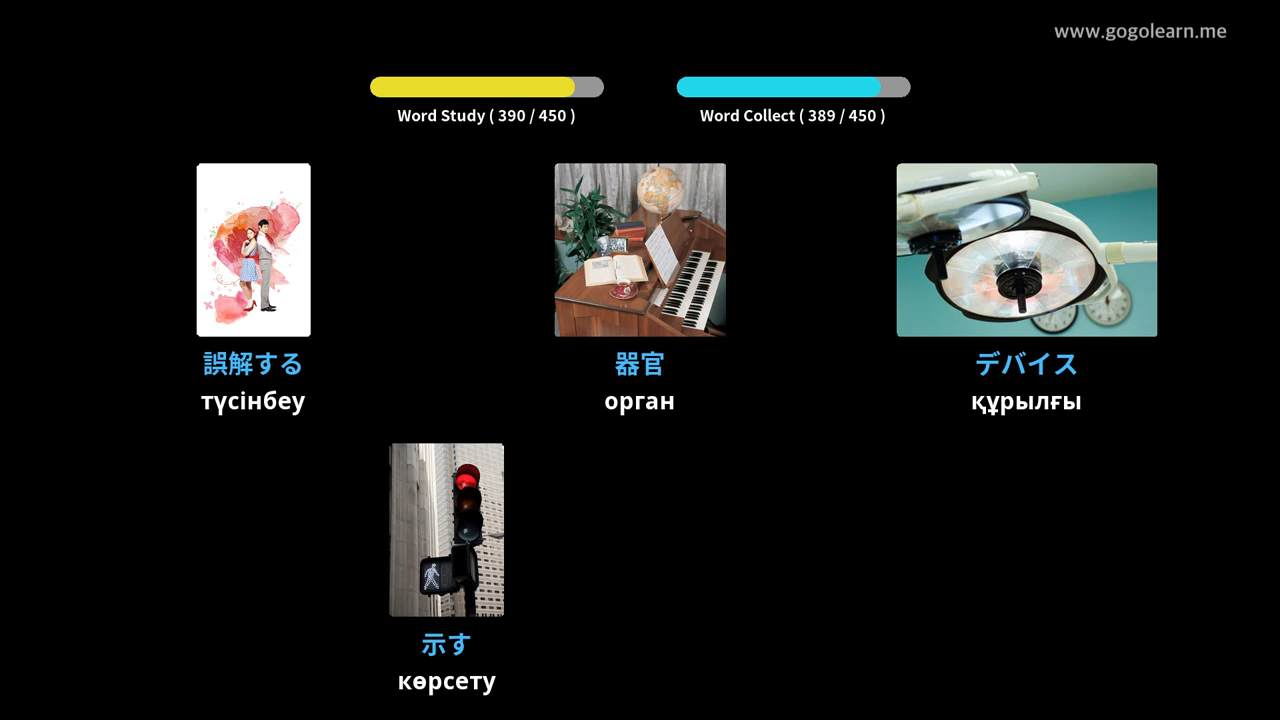 www.gogolearn.me
Word Study ( 390 / 450 )
Word Collect ( 389 / 450 )
誤解する
түсінбеу
器官
орган
デバイス
құрылғы
示す
көрсету